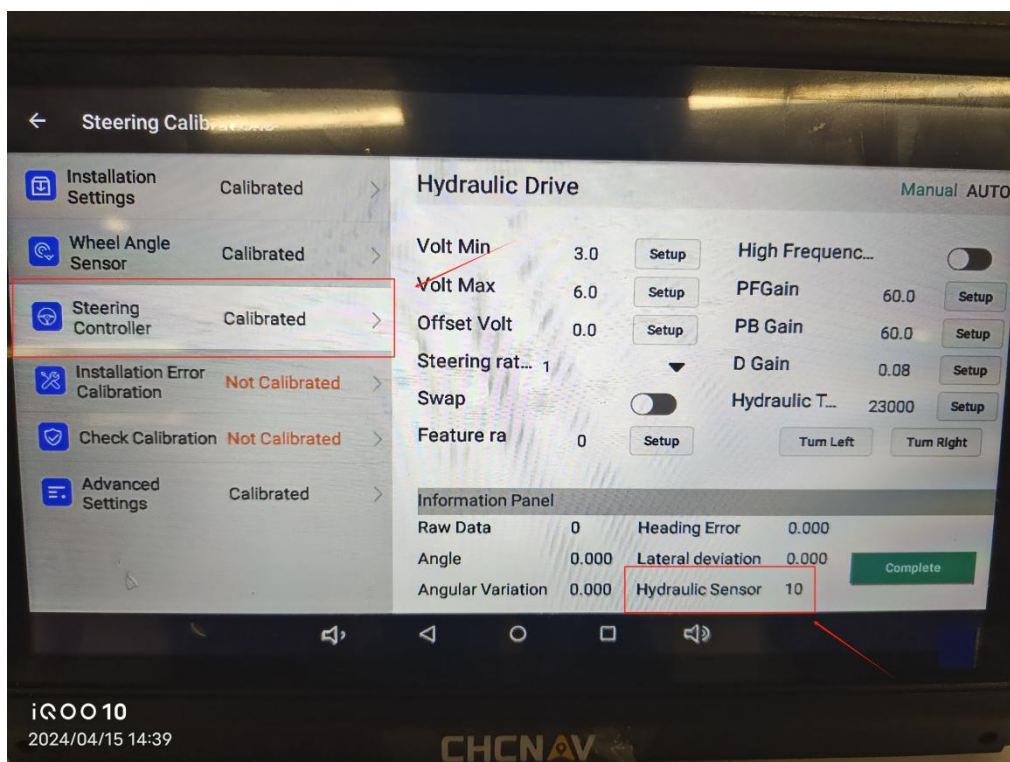 Steering Calibrations
Installation Settings
Calibrated
Wheel Angle Sensor
Calibrated
Steering Controller
Calibrated
Installation Error Calibration
Not Calibrated
Check Calibration
Not Calibrated
Advanced Settings
Calibrated
Hydraulic Drive
Manual AUTO
Volt Min 3.0 Setup
High Frequenc...
Volt Max 6.0 Setup
PFGain 60.0 Setup
Offset Volt 0.0 Setup
PB Gain 60.0 Setup
Steering rat... 1
D Gain 0.08 Setup
Swap
Hydraulic T... 23000 Setup
Feature ra 0 Setup
Turn Left Turn Right
Information Panel
Raw Data 0 Heading Error 0.000
Angle 0.000 Lateral deviation 0.000
Complete
Angular Variation 0.000 Hydraulic Sensor 10
iQOO 10
2024/04/15 14:39
CHCNAV